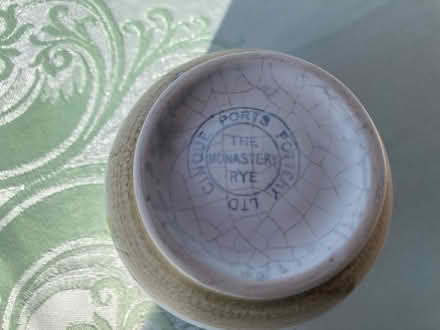 CINQUE PORTS POTTERY LTD.
THE
MONASTERY
RYE